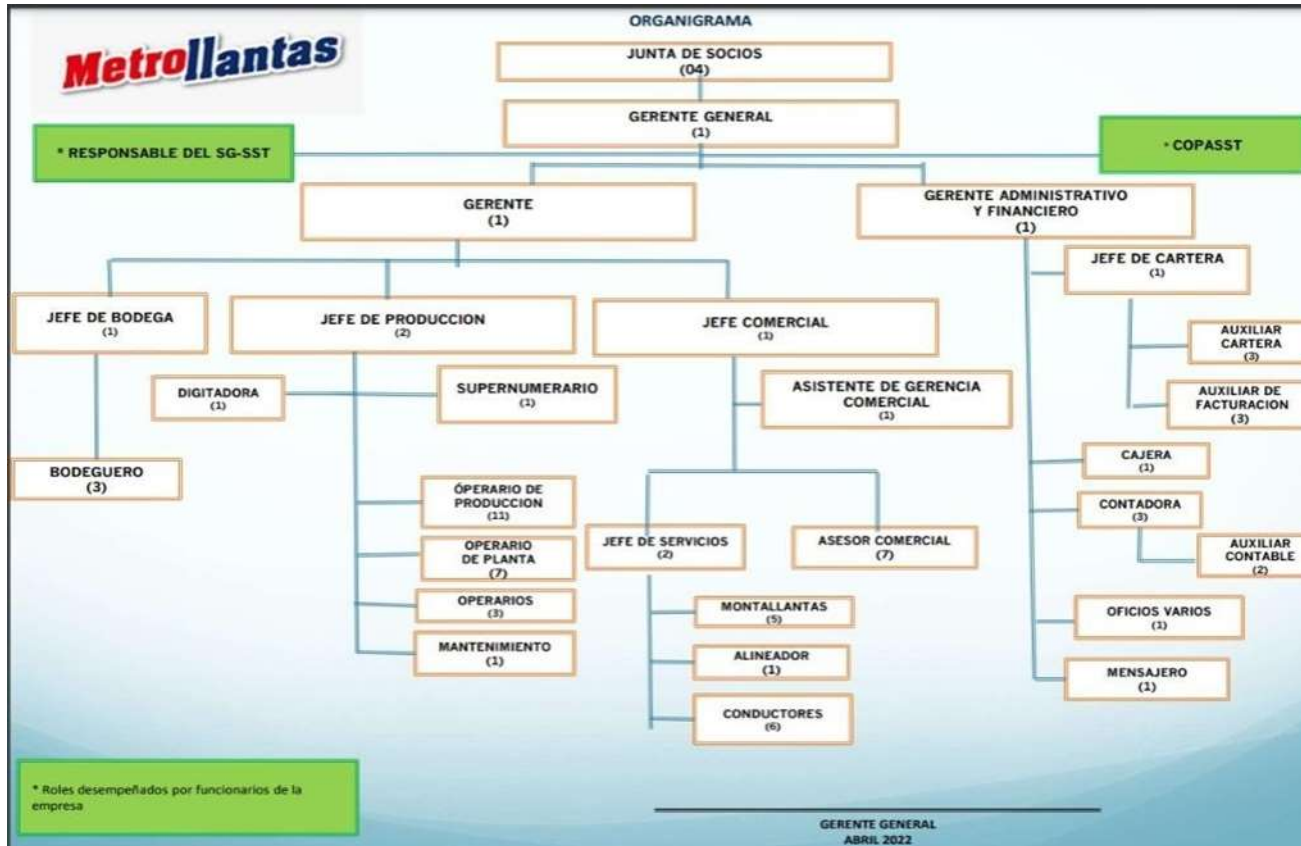 ORGANIGRAMA
Metrollantas
JUNTA DE SOCIOS
(04)
GERENTE GENERAL
(1)
* RESPONSABLE DEL SG-SST
* COPASST
GERENTE
(1)
GERENTE ADMINISTRATIVO
Y FINANCIERO
(1)
JEFE DE CARTERA
(1)
JEFE DE BODEGA
(1)
JEFE DE PRODUCCION
(2)
JEFE COMERCIAL
(1)
AUXILIAR
CARTERA
(3)
DIGITADORA
(1)
SUPERNUMERARIO
(1)
ASISTENTE DE GERENCIA
COMERCIAL
(1)
AUXILIAR DE
FACTURACION
(3)
BODEGUERO
(3)
CAJERA
(1)
ÓPERARIO DE
PRODUCCION
(11)
CONTADORA
(3)
JEFE DE SERVICIOS
(2)
ASESOR COMERCIAL
(7)
OPERARIO
DE PLANTA
(7)
AUXILIAR
CONTABLE
(2)
OPERARIOS
(3)
MONTALLANTAS
(5)
OFICIOS VARIOS
(1)
MANTENIMIENTO
(1)
ALINEADOR
(1)
MENSAJERO
(1)
CONDUCTORES
(6)
* Roles desempeñados por funcionarios de la
empresa
GERENTE GENERAL
ABRIL 2022